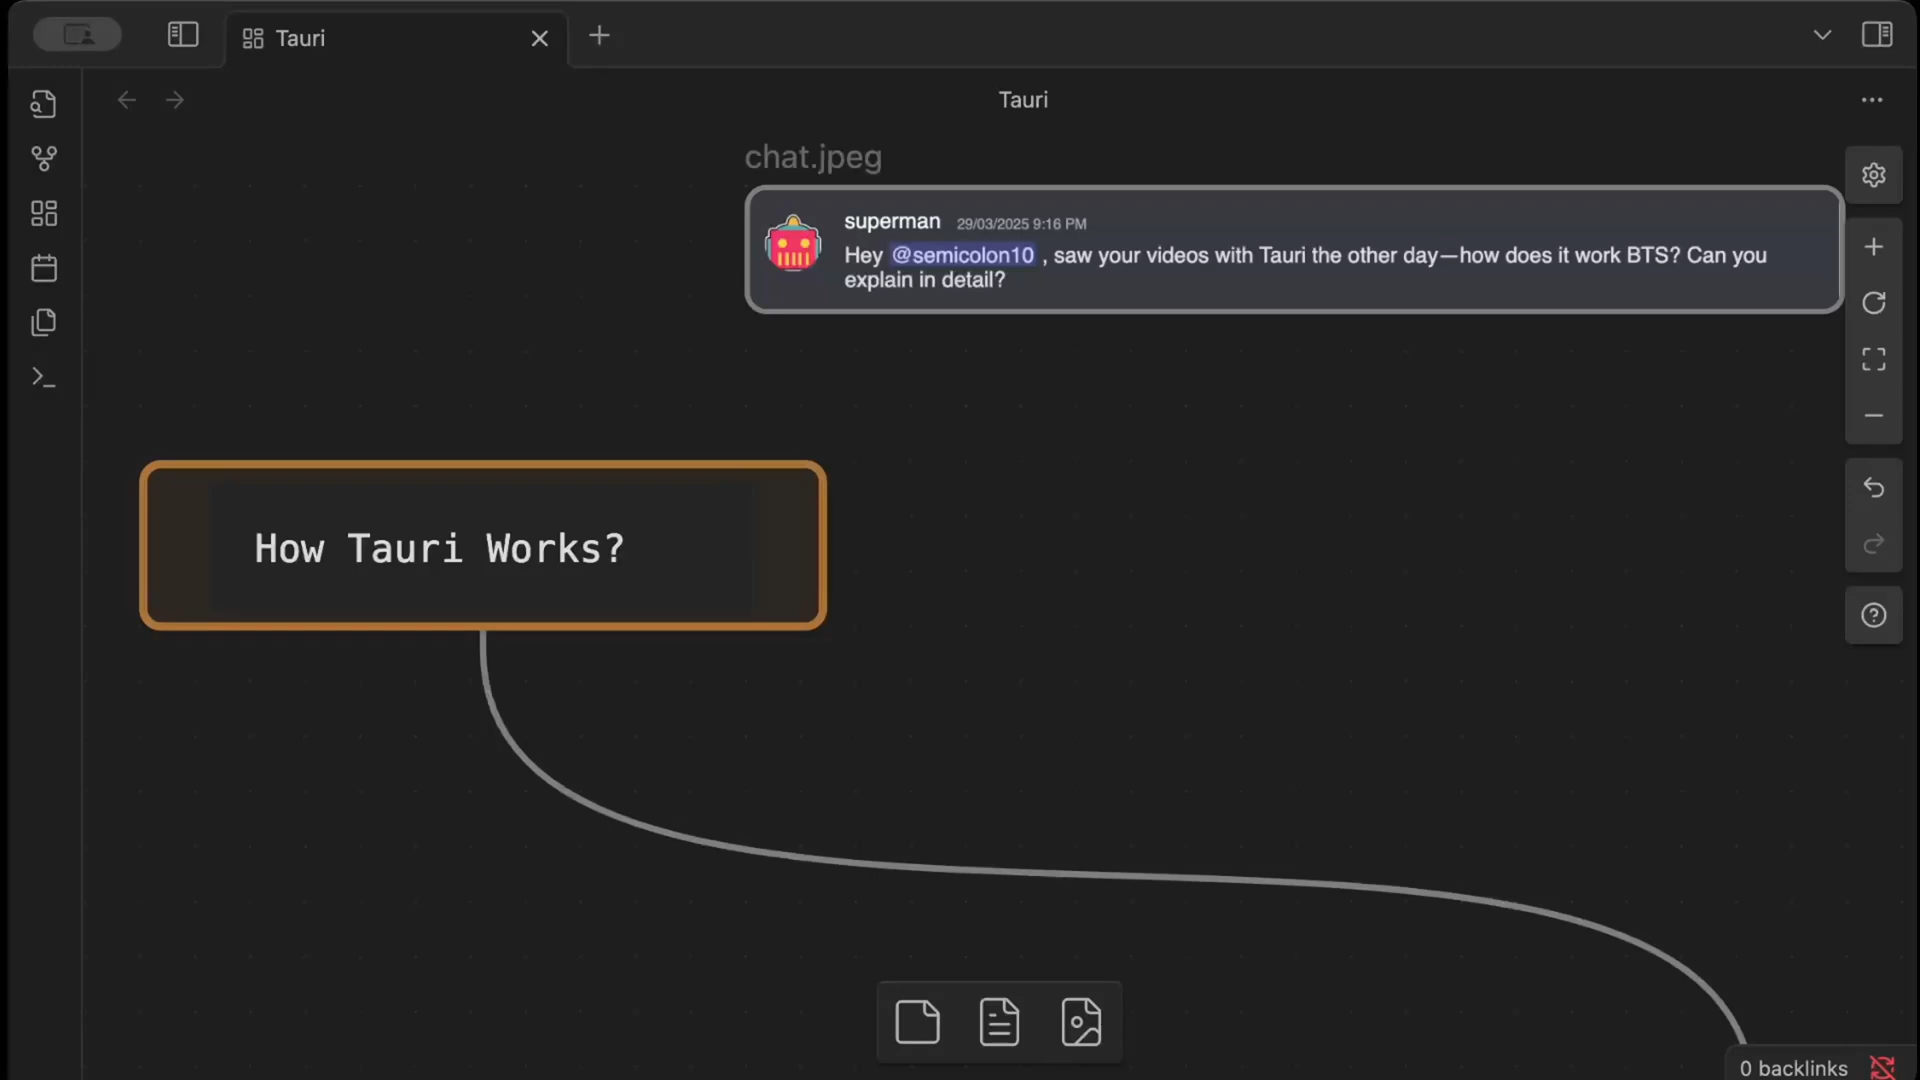 Tauri
Tauri
chat.jpeg
superman 29/03/2025 9:16 PM
Hey @semicolon10 , saw your videos with Tauri the other day—how does it work BTS? Can you
explain in detail?
How Tauri Works?
0 backlinks